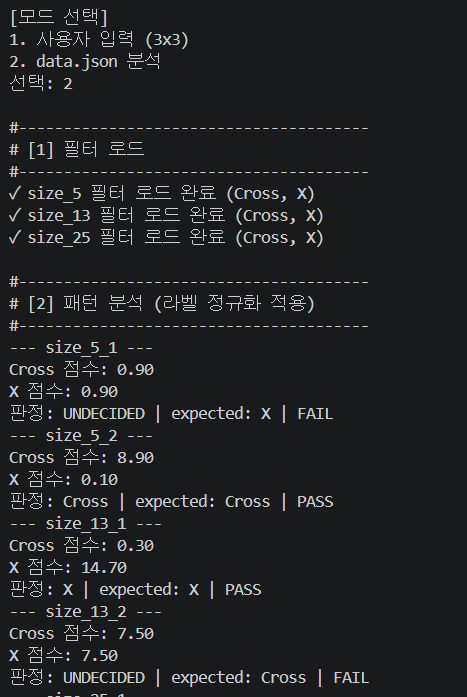 [모드 선택]
1. 사용자 입력 (3x3)
2. data.json 분석
선택: 2
#---------------------------------------
# [1] 필터 로드
#---------------------------------------
✓ size_5 필터 로드 완료 (Cross, X)
✓ size_13 필터 로드 완료 (Cross, X)
✓ size_25 필터 로드 완료 (Cross, X)
#---------------------------------------
# [2] 패턴 분석 (라벨 정규화 적용)
#---------------------------------------
--- size_5_1 ---
Cross 점수: 0.90
X 점수: 0.90
판정: UNDECIDED | expected: X | FAIL
--- size_5_2 ---
Cross 점수: 8.90
X 점수: 0.10
판정: Cross | expected: Cross | PASS
--- size_13_1 ---
Cross 점수: 0.30
X 점수: 14.70
판정: X | expected: X | PASS
--- size_13_2 ---
Cross 점수: 7.50
X 점수: 7.50
판정: UNDECIDED | expected: Cross | FAIL